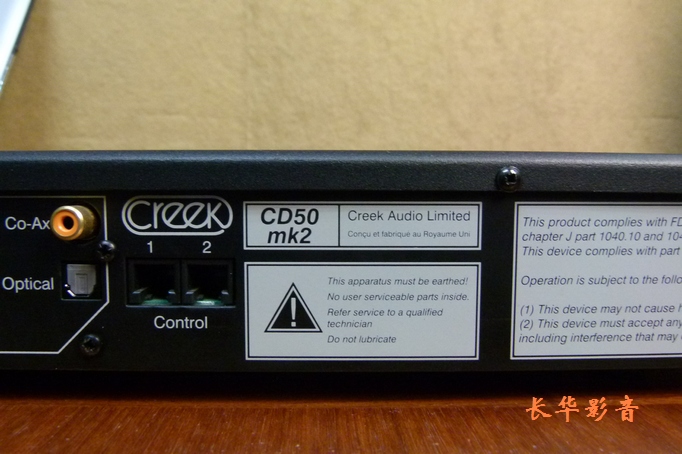 Co-Ax
Optical
CREEK
1 2
Control
CD50
mk2
Creek Audio Limited
Conçu et fabriqué au Royaume Uni
This apparatus must be earthed!
No user serviceable parts inside.
Refer service to a qualified
technician
Do not lubricate
This product complies with FD
chapter J part 1040.10 and 104
This device complies with part
Operation is subject to the follo
(1) This device may not cause h
(2) This device must accept any
including interference that may
长华影音